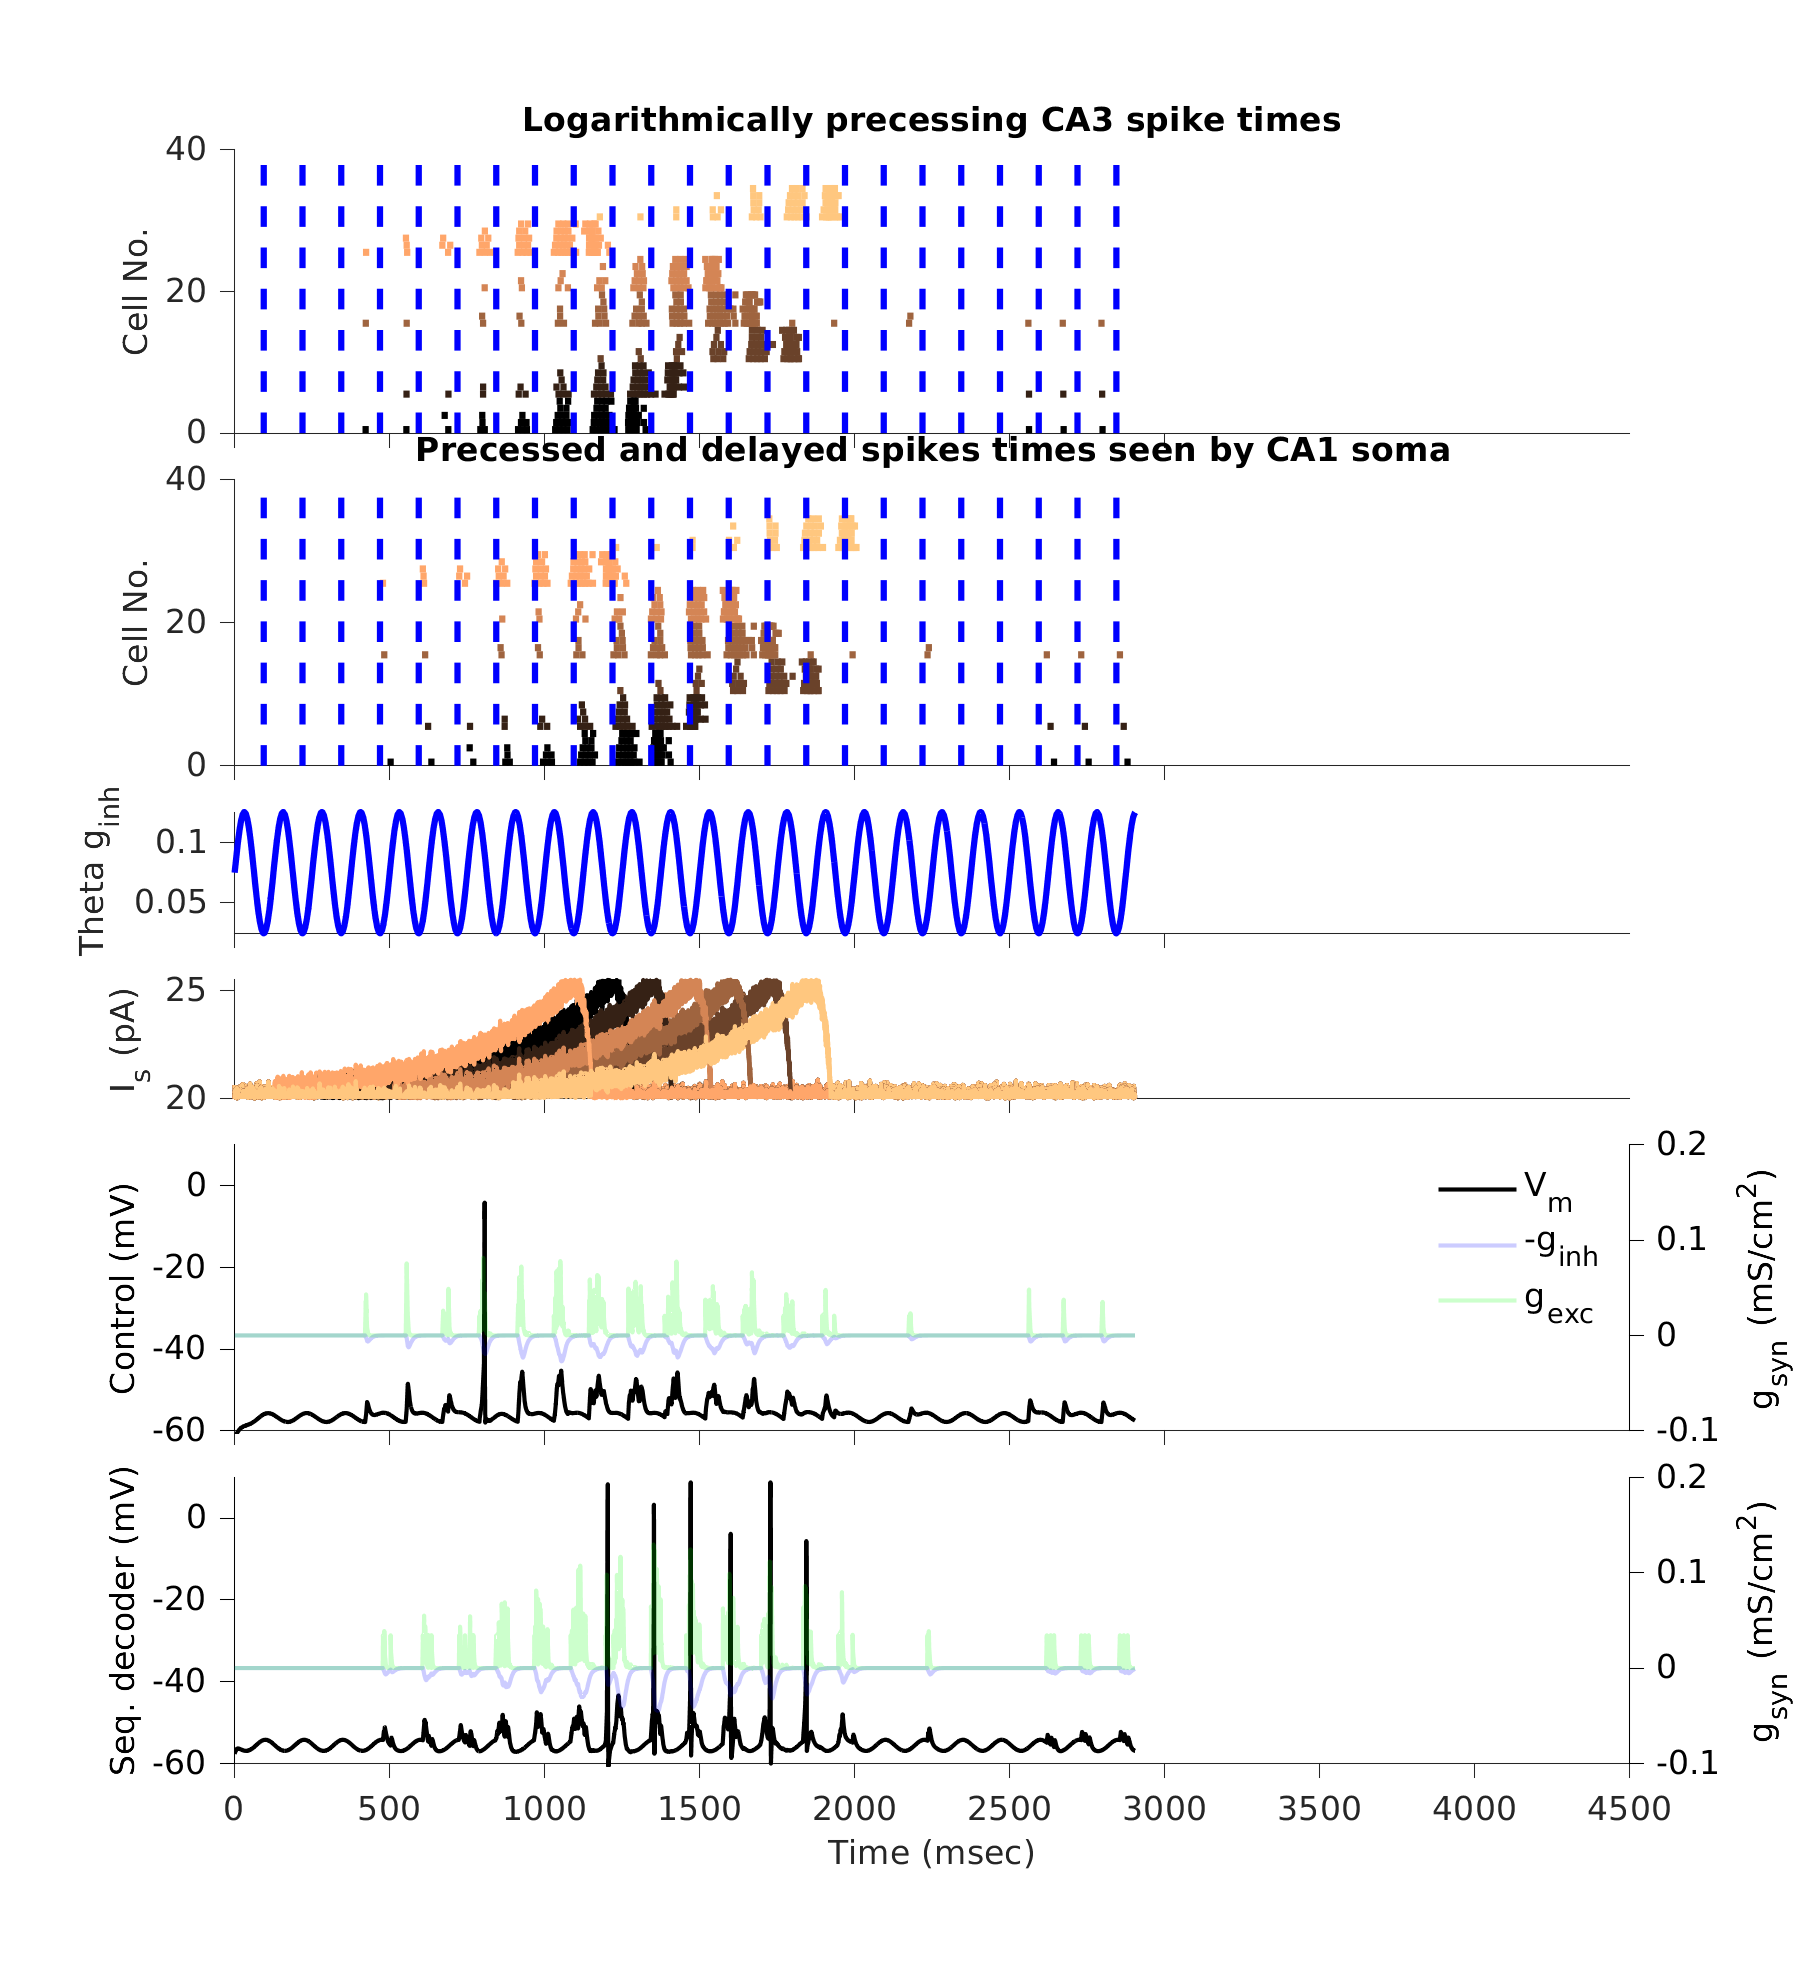 Logarithmically precessing CA3 spike times
40
20
0
Cell No.
Precessed and delayed spikes times seen by CA1 soma
40
20
0
Cell No.
0.1
0.05
Theta g_inh
25
20
I_s (pA)
0
-20
-40
-60
Control (mV)
V_m
-g_inh
g_exc
0.2
0.1
0
-0.1
g_syn (mS/cm^2)
0
-20
-40
-60
Seq. decoder (mV)
0.2
0.1
0
-0.1
g_syn (mS/cm^2)
0 500 1000 1500 2000 2500 3000 3500 4000 4500
Time (msec)